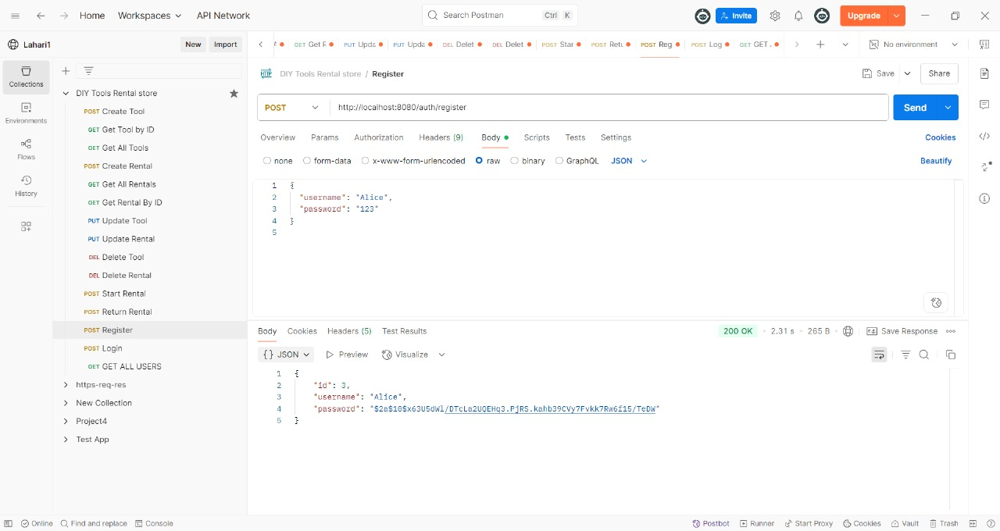 Home Workspaces API Network Search Postman Ctrl K Invite Upgrade
Lahari1 New Import GET Get F PUT Upda PUT Upda DEL Delet DEL Delet POST Star POST Retu POST Reg POST Log GET GET . No environment
Collections
Environments
Flows
History
DIY Tools Rental store
POST Create Tool
GET Get Tool by ID
GET Get All Tools
POST Create Rental
GET Get All Rentals
GET Get Rental By ID
PUT Update Tool
PUT Update Rental
DEL Delete Tool
DEL Delete Rental
POST Start Rental
POST Return Rental
POST Register
POST Login
GET GET ALL USERS
https-req-res
New Collection
Project4
Test App
HTTP DIY Tools Rental store / Register Save Share
POST http://localhost:8080/auth/register Send
Overview Params Authorization Headers (9) Body Scripts Tests Settings Cookies
none form-data x-www-form-urlencoded raw binary GraphQL JSON Beautify
1 {
2 "username": "Alice",
3 "password": "123"
4 }
5
Body Cookies Headers (5) Test Results 200 OK • 2.31 s • 265 B Save Response
{} JSON Preview Visualize
1 {
2 "id": 3,
3 "username": "Alice",
4 "password": "$2a$10$x63U5dWl/DTcLa2UQEHq3.PjRS.kahb39CVy7Fvkk7Rw6f15/TeDW"
5 }
Online Find and replace Console Postbot Runner Start Proxy Cookies Vault Trash